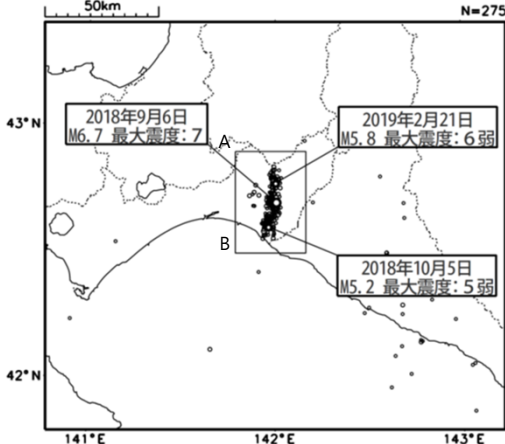 50km
N=275
43°N
2018年9月6日
M6.7 最大震度：7
2019年2月21日
M5.8 最大震度：6弱
A
B
2018年10月5日
M5.2 最大震度：5弱
42°N
141°E
142°E
143°E